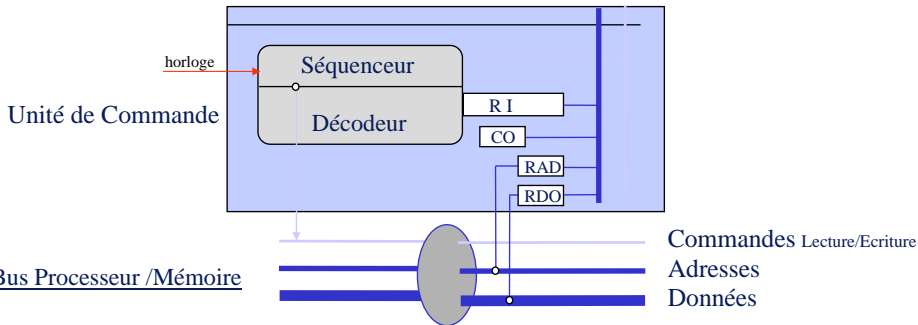 horloge
Séquenceur
Unité de Commande
Décodeur
R I
CO
RAD
RDO
Commandes Lecture/Ecriture
Bus Processeur /Mémoire
Adresses
Données